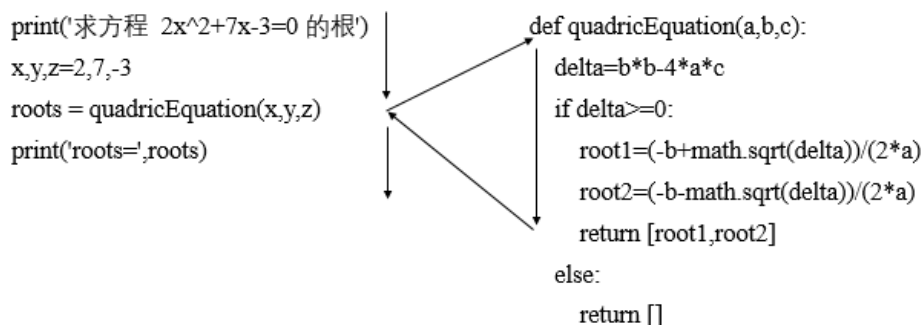 print('求方程 2x^2+7x-3=0 的根')
x,y,z=2,7,-3
roots = quadricEquation(x,y,z)
print('roots=',roots)
def quadricEquation(a,b,c):
delta=b*b-4*a*c
if delta>=0:
root1=(-b+math.sqrt(delta))/(2*a)
root2=(-b-math.sqrt(delta))/(2*a)
return [root1,root2]
else:
return []